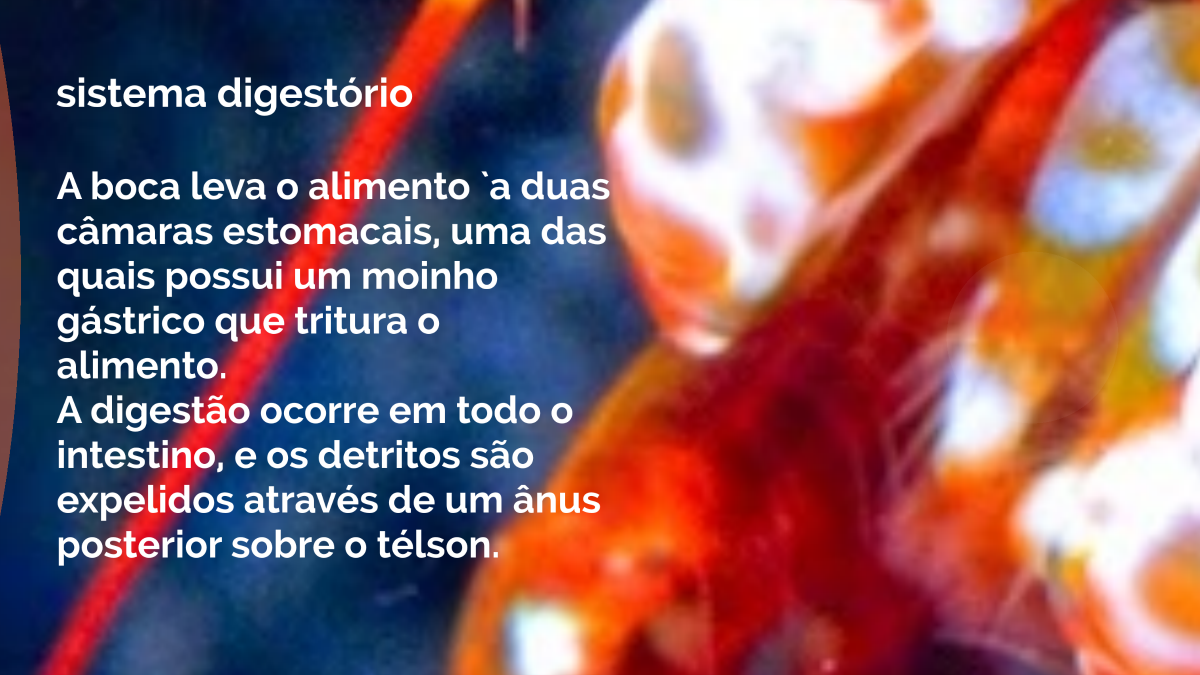 sistema digestório
A boca leva o alimento `a duas
câmaras estomacais, uma das
quais possui um moinho
gástrico que tritura o
alimento.
A digestão ocorre em todo o
intestino, e os detritos são
expelidos através de um ânus
posterior sobre o télson.